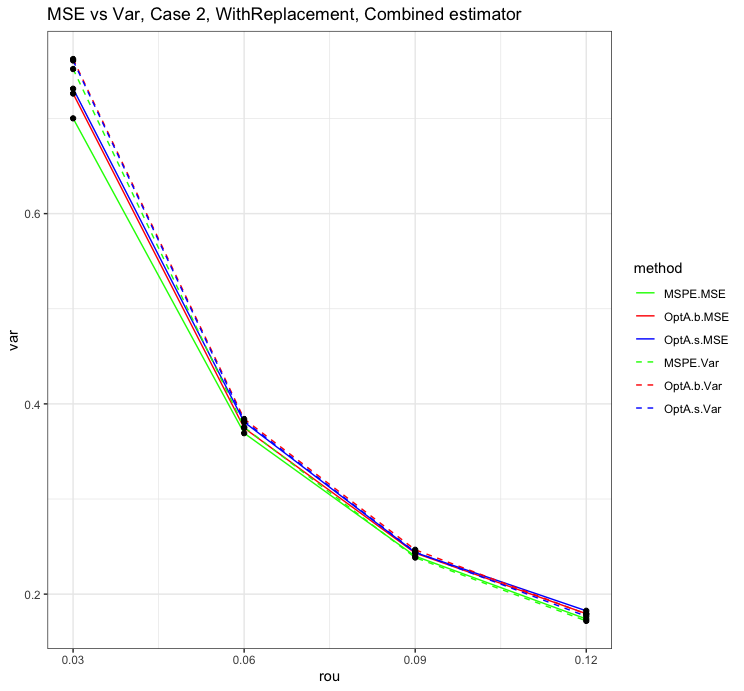 MSE vs Var, Case 2, WithReplacement, Combined estimator
var
0.6
0.4
0.2
0.03
0.06
0.09
0.12
rou
method
MSPE.MSE
OptA.b.MSE
OptA.s.MSE
MSPE.Var
OptA.b.Var
OptA.s.Var